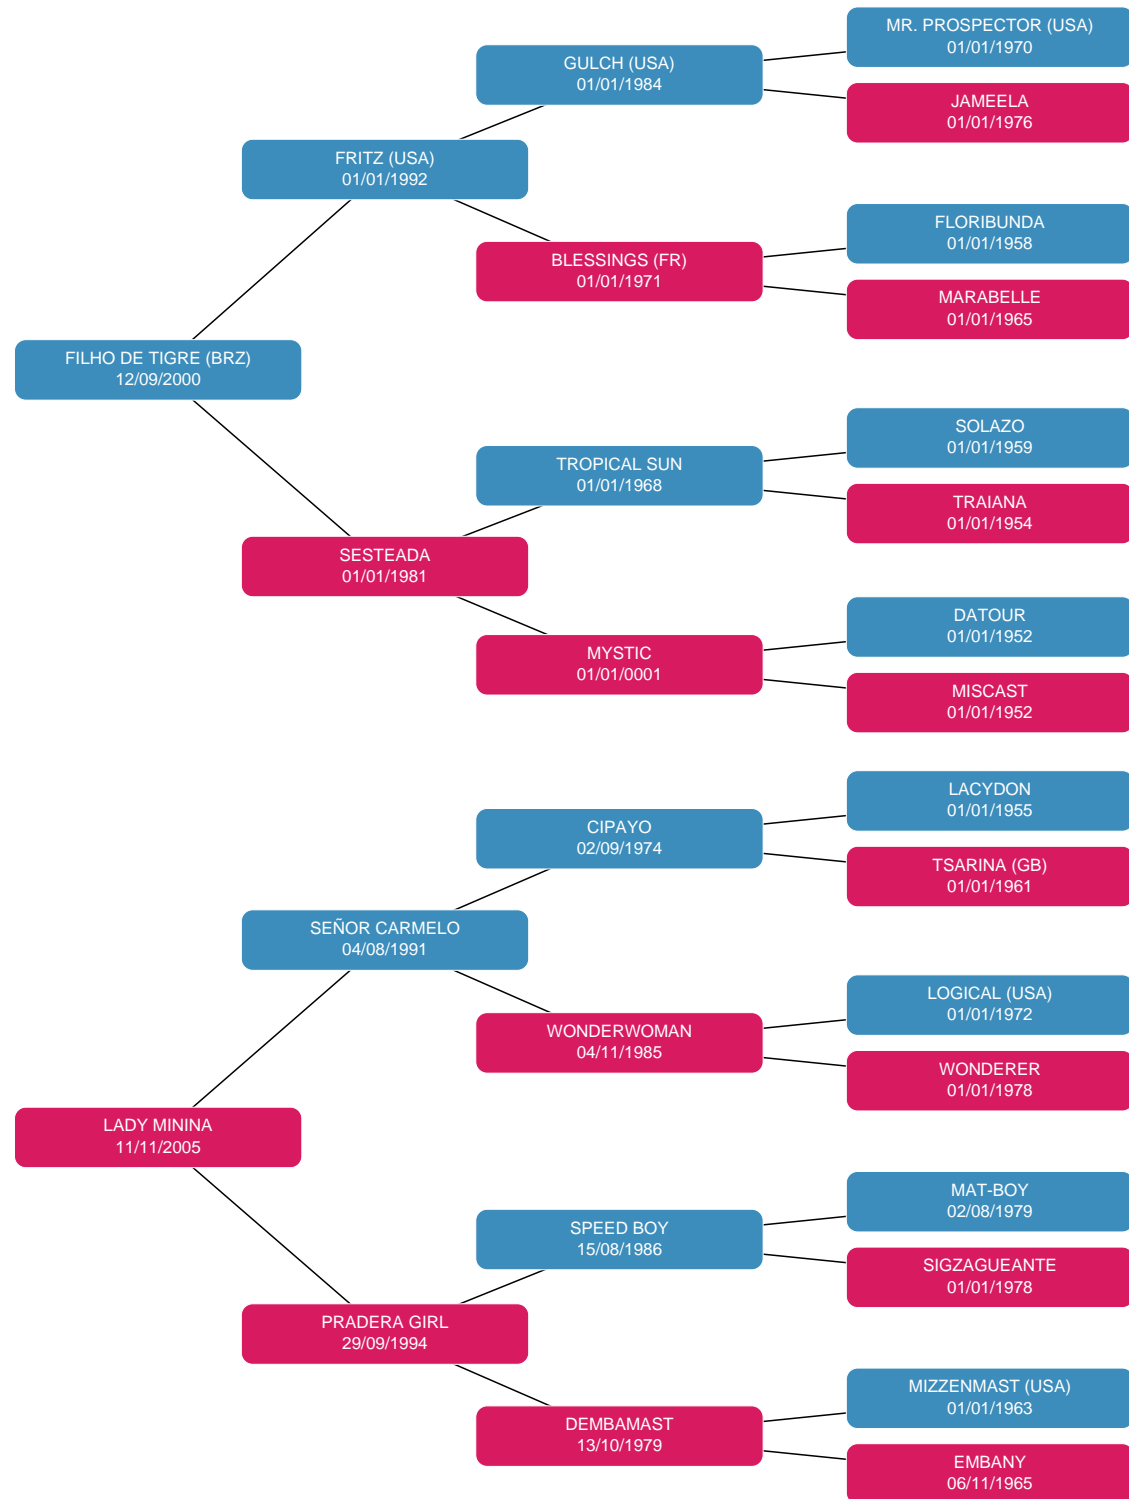 MR. PROSPECTOR (USA)
01/01/1970
GULCH (USA)
01/01/1984
JAMEELA
01/01/1976
FRITZ (USA)
01/01/1992
FLORIBUNDA
01/01/1958
BLESSINGS (FR)
01/01/1971
MARABELLE
01/01/1965
FILHO DE TIGRE (BRZ)
12/09/2000
SOLAZO
01/01/1959
TROPICAL SUN
01/01/1968
TRAIANA
01/01/1954
SESTEADA
01/01/1981
DATOUR
01/01/1952
MYSTIC
01/01/0001
MISCAST
01/01/1952
LACYDON
01/01/1955
CIPAYO
02/09/1974
TSARINA (GB)
01/01/1961
SEÑOR CARMELO
04/08/1991
LOGICAL (USA)
01/01/1972
WONDERWOMAN
04/11/1985
WONDERER
01/01/1978
LADY MININA
11/11/2005
MAT-BOY
02/08/1979
SPEED BOY
15/08/1986
SIGZAGUEANTE
01/01/1978
PRADERA GIRL
29/09/1994
MIZZENMAST (USA)
01/01/1963
DEMBAMAST
13/10/1979
EMBANY
06/11/1965